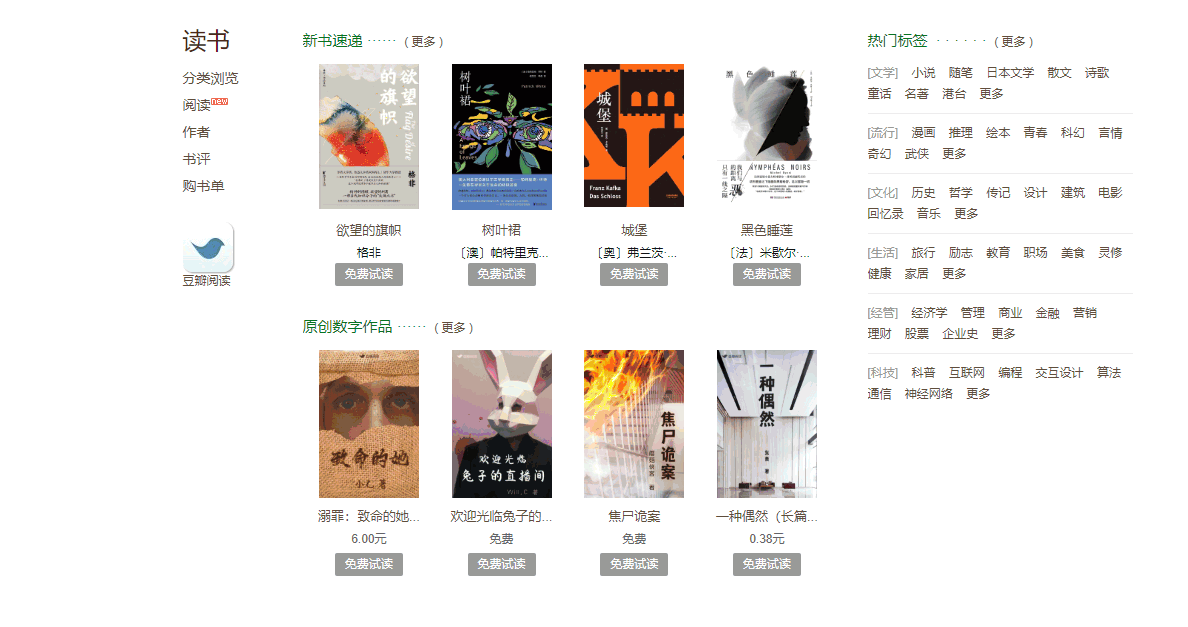 读书
分类浏览
阅读new
作者
书评
购书单
豆瓣阅读
新书速递 ······ ( 更多 )
欲望的旗帜
格非
免费试读
树叶裙
〔澳〕帕特里克...
免费试读
城堡
Franz Kafka
Das Schloss
城堡
〔奥〕弗兰茨·...
免费试读
黑色睡莲
NYMPHÉAS NOIRS
黑色睡莲
〔法〕米歇尔·...
免费试读
原创数字作品 ······ ( 更多 )
致命的她
小乙 著
溺罪：致命的她...
6.00元
免费试读
欢迎光临
兔子的直播间
Will.C. 著
欢迎光临兔子的...
免费
免费试读
焦尸诡案
焦尸诡案
免费
免费试读
一种偶然
一种偶然（长篇...
0.38元
免费试读
热门标签 · · · · · · ( 更多 )
[文学] 小说 随笔 日本文学 散文 诗歌
童话 名著 港台 更多
[流行] 漫画 推理 绘本 青春 科幻 言情
奇幻 武侠 更多
[文化] 历史 哲学 传记 设计 建筑 电影
回忆录 音乐 更多
[生活] 旅行 励志 教育 职场 美食 灵修
健康 家居 更多
[经管] 经济学 管理 商业 金融 营销
理财 股票 企业史 更多
[科技] 科普 互联网 编程 交互设计 算法
通信 神经网络 更多